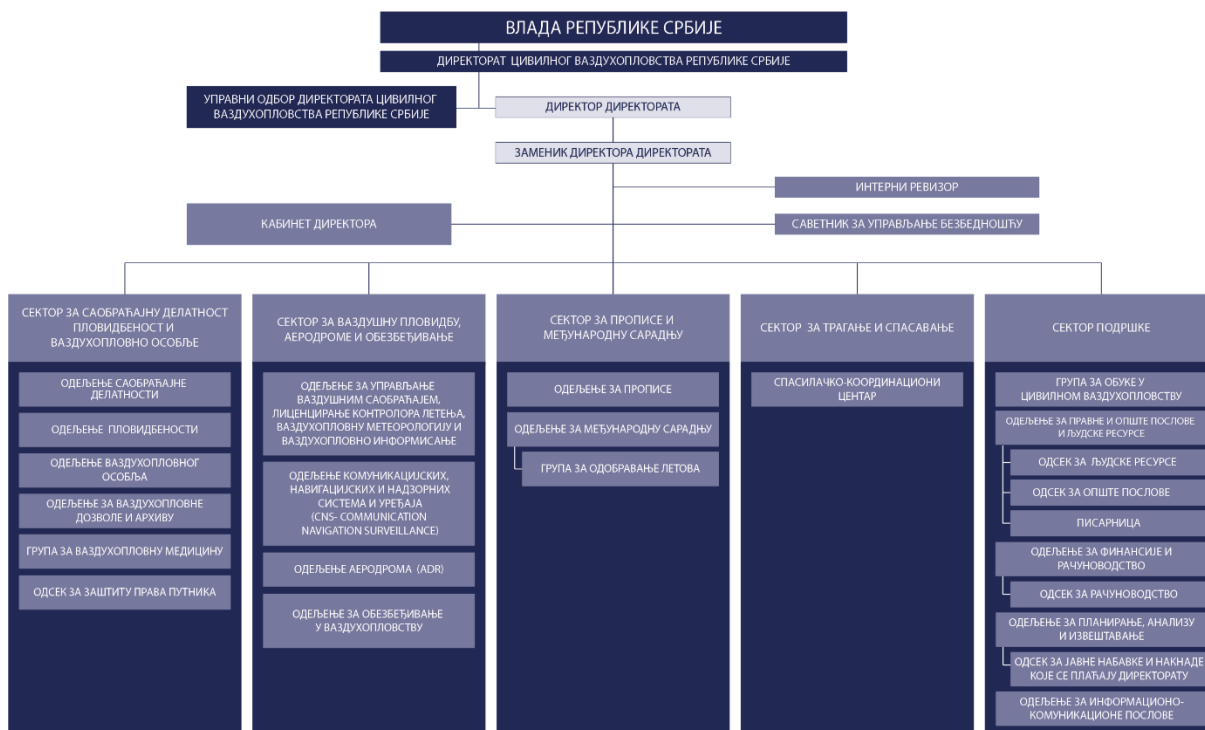 ВЛАДА РЕПУБЛИКЕ СРБИЈЕ
ДИРЕКТОРАТ ЦИВИЛНОГ ВАЗДУХОПЛОВСТВА РЕПУБЛИКЕ СРБИЈЕ
УПРАВНИ ОДБОР ДИРЕКТОРАТА ЦИВИЛНОГ
ВАЗДУХОПЛОВСТВА РЕПУБЛИКЕ СРБИЈЕ
ДИРЕКТОР ДИРЕКТОРАТА
ЗАМЕНИК ДИРЕКТОРА ДИРЕКТОРАТА
ИНТЕРНИ РЕВИЗОР
КАБИНЕТ ДИРЕКТОРА
САВЕТНИК ЗА УПРАВЉАЊЕ БЕЗБЕДНОШЋУ
СЕКТОР ЗА САОБРАЋАЈНУ ДЕЛАТНОСТ
ПЛОВИДБЕНОСТ И
ВАЗДУХОПЛОВНО ОСОБЉЕ
ОДЕЉЕЊЕ САОБРАЋАЈНЕ
ДЕЛАТНОСТИ
ОДЕЉЕЊЕ ПЛОВИДБЕНОСТИ
ОДЕЉЕЊЕ ВАЗДУХОПЛОВНОГ
ОСОБЉА
ОДЕЉЕЊЕ ЗА ВАЗДУХОПЛОВНЕ
ДОЗВОЛЕ И АРХИВУ
ГРУПА ЗА ВАЗДУХОПЛОВНУ МЕДИЦИНУ
ОДСЕК ЗА ЗАШТИТУ ПРАВА ПУТНИКА
СЕКТОР ЗА ВАЗДУШНУ ПЛОВИДБУ,
АЕРОДРОМЕ И ОБЕЗБЕЂИВАЊЕ
ОДЕЉЕЊЕ ЗА УПРАВЉАЊЕ
ВАЗДУШНИМ САОБРАЋАЈЕМ,
ЛИЦЕНЦИРАЊЕ КОНТРОЛОРА ЛЕТЕЊА,
ВАЗДУХОПЛОВНУ МЕТЕОРОЛОГИЈУ И
ВАЗДУХОПЛОВНО ИНФОРМИСАЊЕ
ОДЕЉЕЊЕ КОМУНИКАЦИЈСКИХ,
НАВИГАЦИЈСКИХ И НАДЗОРНИХ
СИСТЕМА И УРЕЂАЈА
(CNS- COMMUNICATION
NAVIGATION SURVEILLANCE)
ОДЕЉЕЊЕ АЕРОДРОМА (ADR)
ОДЕЉЕЊЕ ЗА ОБЕЗБЕЂИВАЊЕ
У ВАЗДУХОПЛОВСТВУ
СЕКТОР ЗА ПРОПИСЕ И
МЕЂУНАРОДНУ САРАДЊУ
ОДЕЉЕЊЕ ЗА ПРОПИСЕ
ОДЕЉЕЊЕ ЗА МЕЂУНАРОДНУ САРАДЊУ
ГРУПА ЗА ОДОБРАВАЊЕ ЛЕТОВА
СЕКТОР ЗА ТРАГАЊЕ И СПАСАВАЊЕ
СПАСИЛАЧКО-КООРДИНАЦИОНИ
ЦЕНТАР
СЕКТОР ПОДРШКЕ
ГРУПА ЗА ОБУКЕ У
ЦИВИЛНОМ ВАЗДУХОПЛОВСТВУ
ОДЕЉЕЊЕ ЗА ПРАВНЕ И ОПШТЕ ПОСЛОВЕ
И ЉУДСКЕ РЕСУРСЕ
ОДСЕК ЗА ЉУДСКЕ РЕСУРСЕ
ОДСЕК ЗА ОПШТЕ ПОСЛОВЕ
ПИСАРНИЦА
ОДЕЉЕЊЕ ЗА ФИНАНСИЈЕ И
РАЧУНОВОДСТВО
ОДСЕК ЗА РАЧУНОВОДСТВО
ОДЕЉЕЊЕ ЗА ПЛАНИРАЊЕ, АНАЛИЗУ
И ИЗВЕШТАВАЊЕ
ОДСЕК ЗА ЈАВНЕ НАБАВКЕ И НАКНАДЕ
КОЈЕ СЕ ПЛАЋАЈУ ДИРЕКТОРАТУ
ОДЕЉЕЊЕ ЗА ИНФОРМАЦИОНО-
КОМУНИКАЦИОНЕ ПОСЛОВЕ